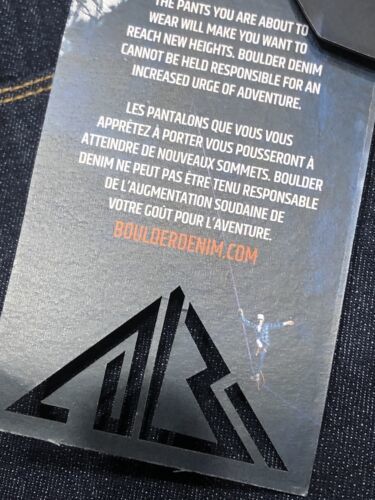 THE PANTS YOU ARE ABOUT TO
WEAR WILL MAKE YOU WANT TO
REACH NEW HEIGHTS. BOULDER DENIM
CANNOT BE HELD RESPONSIBLE FOR AN
INCREASED URGE OF ADVENTURE.
LES PANTALONS QUE VOUS VOUS
APPRÊTEZ À PORTER VOUS POUSSERONT À
ATTEINDRE DE NOUVEAUX SOMMETS. BOULDER
DENIM NE PEUT PAS ÊTRE TENU RESPONSABLE
DE L'AUGMENTATION SOUDAINE DE
VOTRE GOÛT POUR L'AVENTURE.
BOULDERDENIM.COM